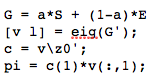 G = a*S + (1-a)*E
[v l] = eig(G');
c = v\z0';
pi = c(1)*v(:,1);